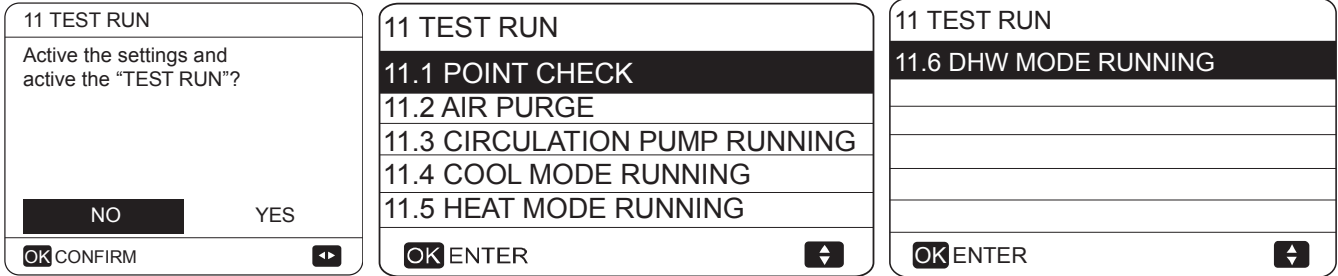 11 TEST RUN
Active the settings and
active the “TEST RUN”?
NO YES
OK CONFIRM
11 TEST RUN
11.1 POINT CHECK
11.2 AIR PURGE
11.3 CIRCULATION PUMP RUNNING
11.4 COOL MODE RUNNING
11.5 HEAT MODE RUNNING
OK ENTER
11 TEST RUN
11.6 DHW MODE RUNNING
OK ENTER